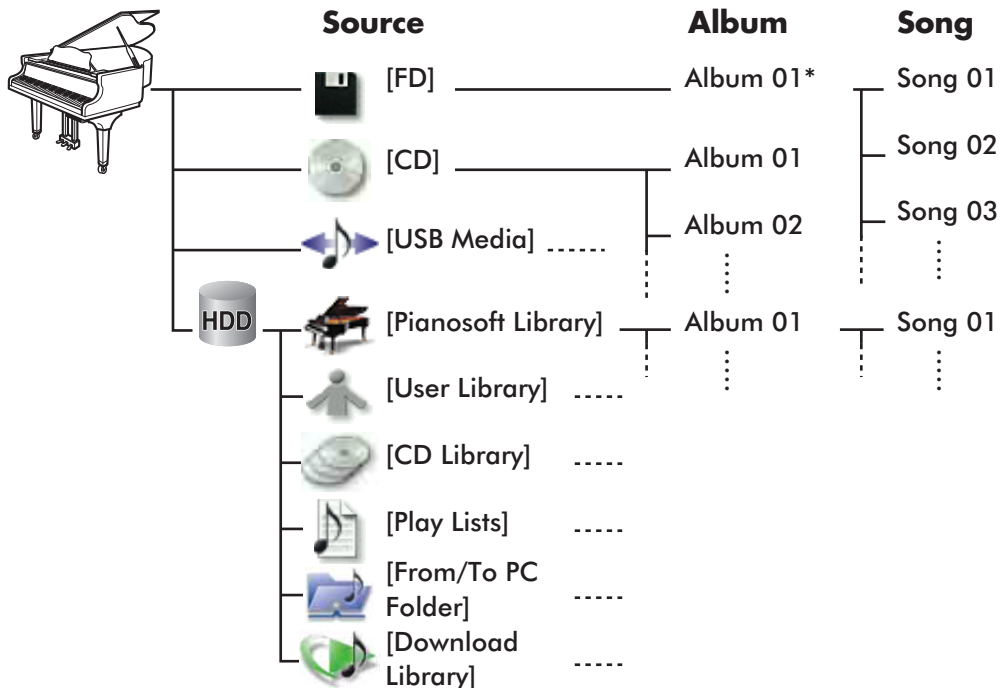 Source Album Song
[FD] Album 01* Song 01
Song 02
[CD] Album 01
Song 03
[USB Media] Album 02
HDD [Pianosoft Library] Album 01 Song 01
[User Library]
[CD Library]
[Play Lists]
[From/To PC
Folder]
[Download
Library]